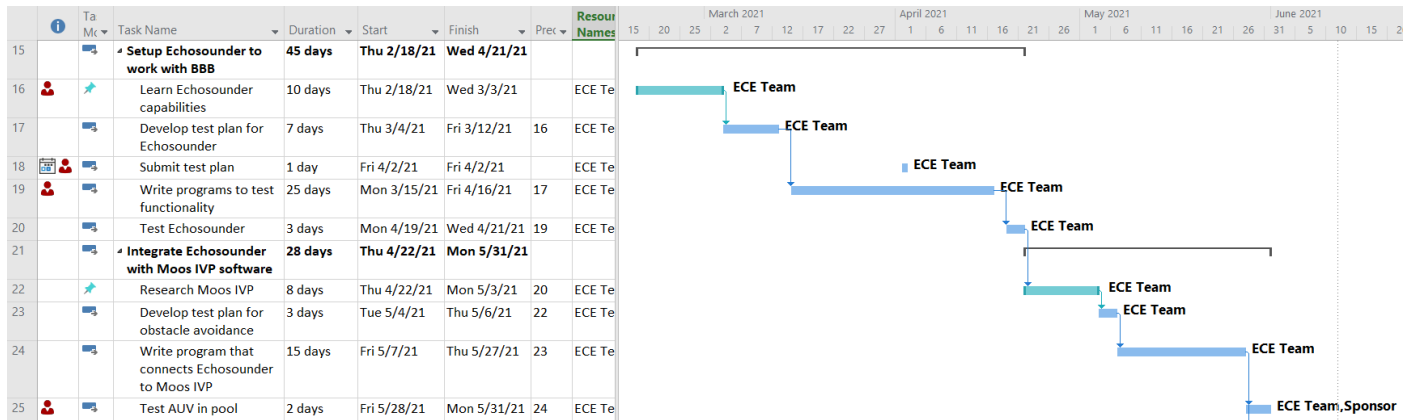 March 2021 April 2021 May 2021 June 2021
Ta Mc Task Name Duration Start Finish Prec Resour Names 15 20 25 2 7 12 17 22 27 1 6 11 16 21 26 1 6 11 16 21 26 31 5 10 15 20
15 Setup Echosounder to 45 days Thu 2/18/21 Wed 4/21/21
work with BBB
16 Learn Echosounder 10 days Thu 2/18/21 Wed 3/3/21 ECE Te ECE Team
capabilities
17 Develop test plan for 7 days Thu 3/4/21 Fri 3/12/21 16 ECE Te ECE Team
Echosounder
18 Submit test plan 1 day Fri 4/2/21 Fri 4/2/21 ECE Te ECE Team
19 Write programs to test 25 days Mon 3/15/21 Fri 4/16/21 17 ECE Te ECE Team
functionality
20 Test Echosounder 3 days Mon 4/19/21 Wed 4/21/21 19 ECE Te ECE Team
21 Integrate Echosounder 28 days Thu 4/22/21 Mon 5/31/21
with Moos IVP software
22 Research Moos IVP 8 days Thu 4/22/21 Mon 5/3/21 20 ECE Te ECE Team
23 Develop test plan for 3 days Tue 5/4/21 Thu 5/6/21 22 ECE Te ECE Team
obstacle avoidance
24 Write program that 15 days Fri 5/7/21 Thu 5/27/21 23 ECE Te ECE Team
connects Echosounder
to Moos IVP
25 Test AUV in pool 2 days Fri 5/28/21 Mon 5/31/21 24 ECE Te ECE Team,Sponsor